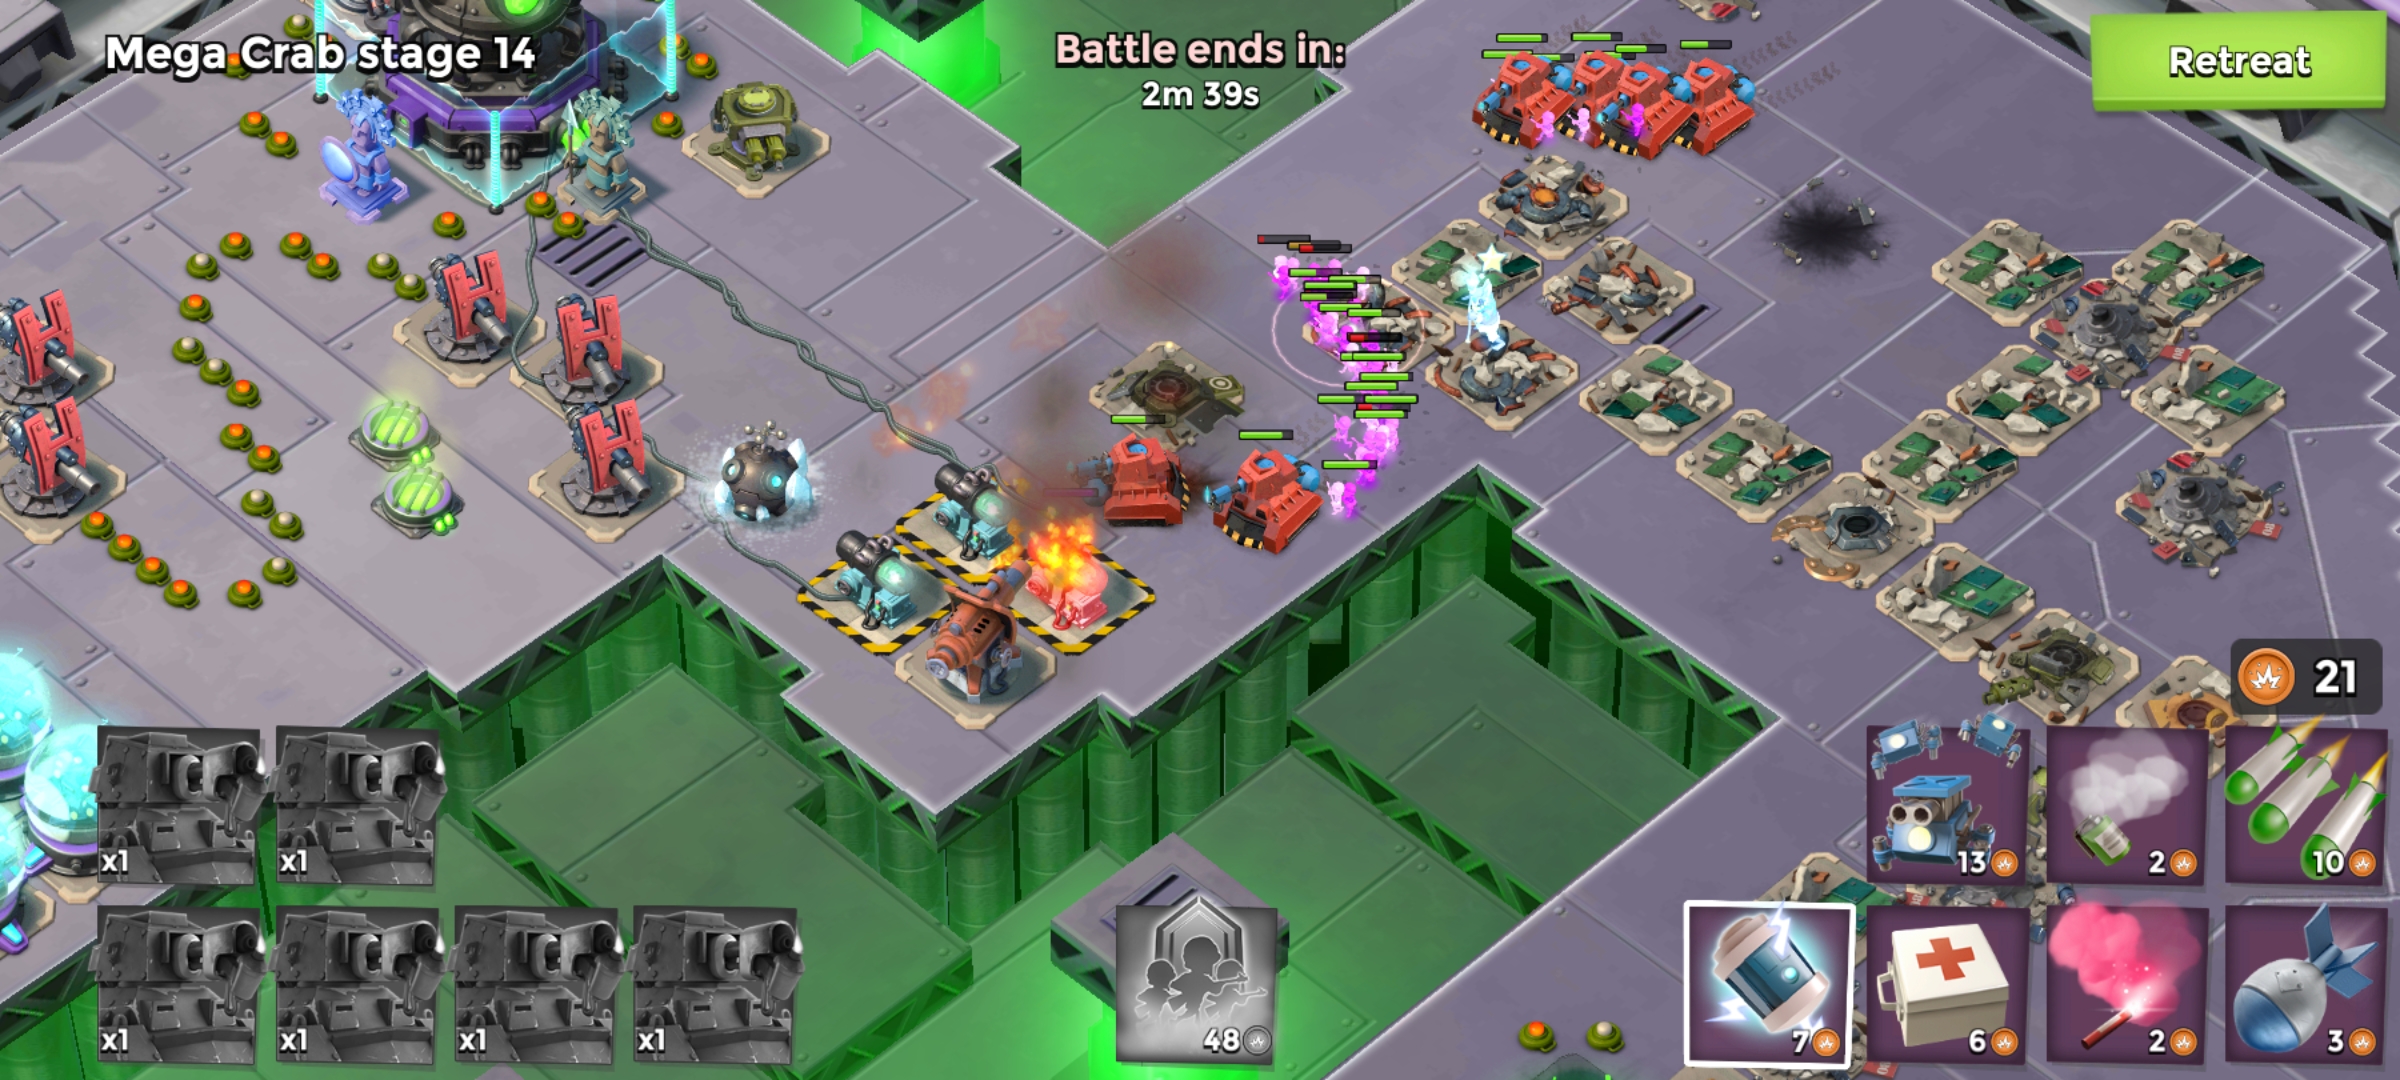 Mega Crab stage 14
Battle ends in:
2m 39s
Retreat
21
x1
x1
13
2
10
x1
x1
x1
x1
48
7
6
2
3